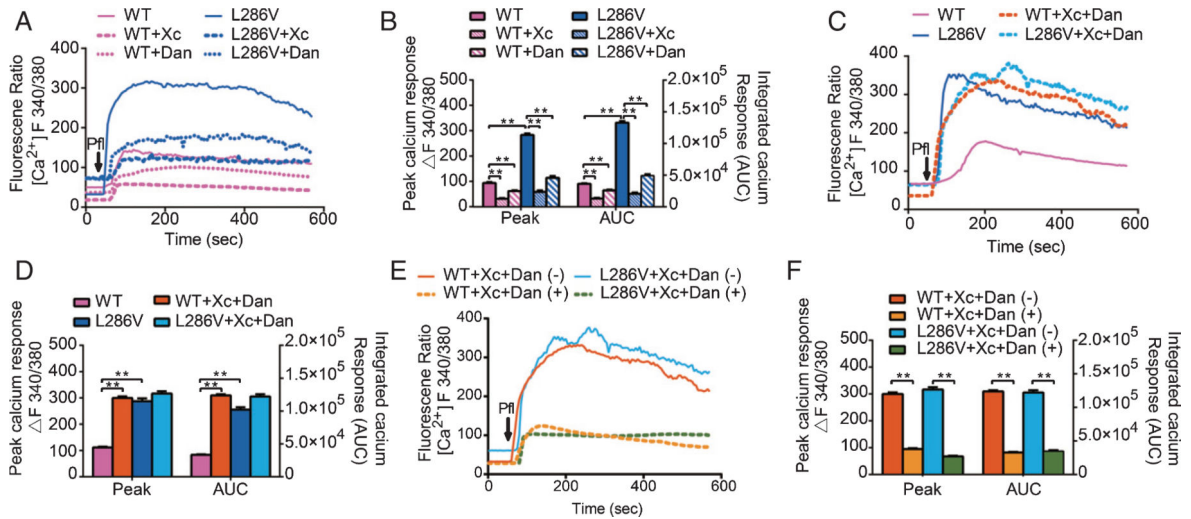 A
WT L286V
WT+Xc L286V+Xc
WT+Dan L286V+Dan
Fluorescene Ratio
[Ca2+] F 340/380
400
300
200
100
0
Pfl
0 200 400 600
Time (sec)
B
WT L286V
WT+Xc L286V+Xc
WT+Dan L286V+Dan
Peak calcium response
△F 340/380
500
400
300
200
100
0
** ** ** ** ** ** ** ** ** **
Peak AUC
2.0×10^5
1.5×10^5
1.0×10^5
5.0×10^4
0
Integrated cacium
Response (AUC)
C
WT WT+Xc+Dan
L286V L286V+Xc+Dan
Fluorescene Ratio
[Ca2+] F 340/380
400
300
200
100
0
Pfl
0 200 400 600
Time (sec)
D
WT WT+Xc+Dan
L286V L286V+Xc+Dan
Peak calcium response
△F 340/380
500
400
300
200
100
0
** ** ** **
Peak AUC
2.0×10^5
1.5×10^5
1.0×10^5
5.0×10^4
0
Integrated cacium
Response (AUC)
E
WT+Xc+Dan (-) L286V+Xc+Dan (-)
WT+Xc+Dan (+) L286V+Xc+Dan (+)
Fluorescene Ratio
[Ca2+] F 340/380
400
300
200
100
0
Pfl
0 200 400 600
Time (sec)
F
WT+Xc+Dan (-)
WT+Xc+Dan (+)
L286V+Xc+Dan (-)
L286V+Xc+Dan (+)
Peak calcium response
△F 340/380
500
400
300
200
100
0
** ** ** **
Peak AUC
2.0×10^5
1.5×10^5
1.0×10^5
5.0×10^4
0
Integrated cacium
Response (AUC)